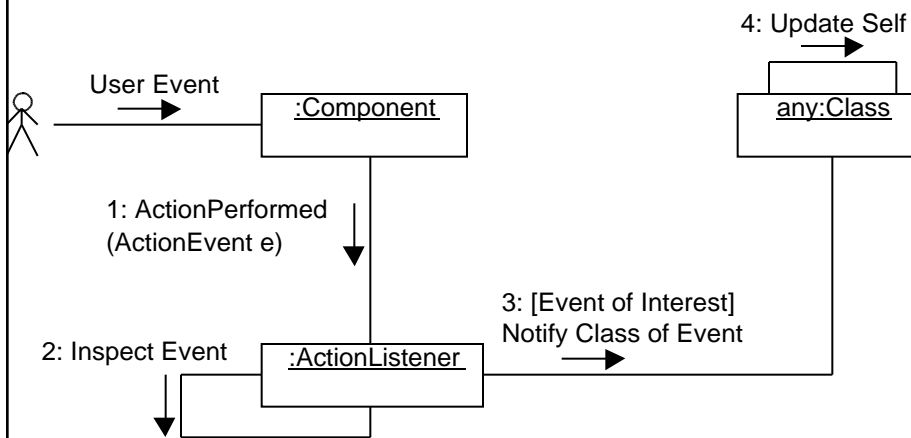 4: Update Self
User Event
:Component
any:Class
1: ActionPerformed
(ActionEvent e)
3: [Event of Interest]
Notify Class of Event
2: Inspect Event
:ActionListener